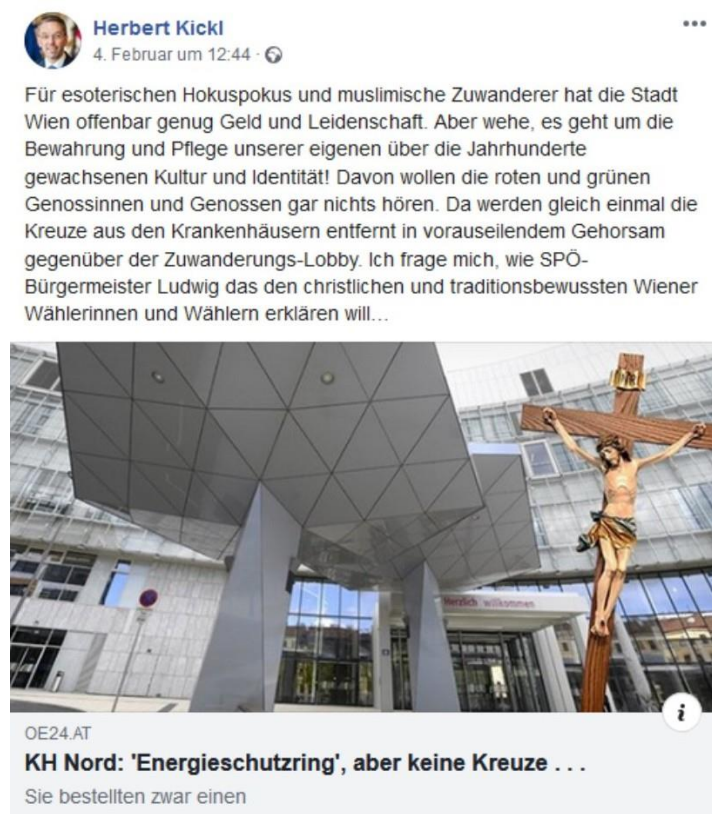 Herbert Kickl
4. Februar um 12:44 ·
Für esoterischen Hokuspokus und muslimische Zuwanderer hat die Stadt
Wien offenbar genug Geld und Leidenschaft. Aber wehe, es geht um die
Bewahrung und Pflege unserer eigenen über die Jahrhunderte
gewachsenen Kultur und Identität! Davon wollen die roten und grünen
Genossinnen und Genossen gar nichts hören. Da werden gleich einmal die
Kreuze aus den Krankenhäusern entfernt in vorauseilendem Gehorsam
gegenüber der Zuwanderungs-Lobby. Ich frage mich, wie SPÖ-
Bürgermeister Ludwig das den christlichen und traditionsbewussten Wiener
Wählerinnen und Wählern erklären will…
INRI
Herzlich willkommen
i
OE24.AT
KH Nord: 'Energieschutzring', aber keine Kreuze . . .
Sie bestellten zwar einen